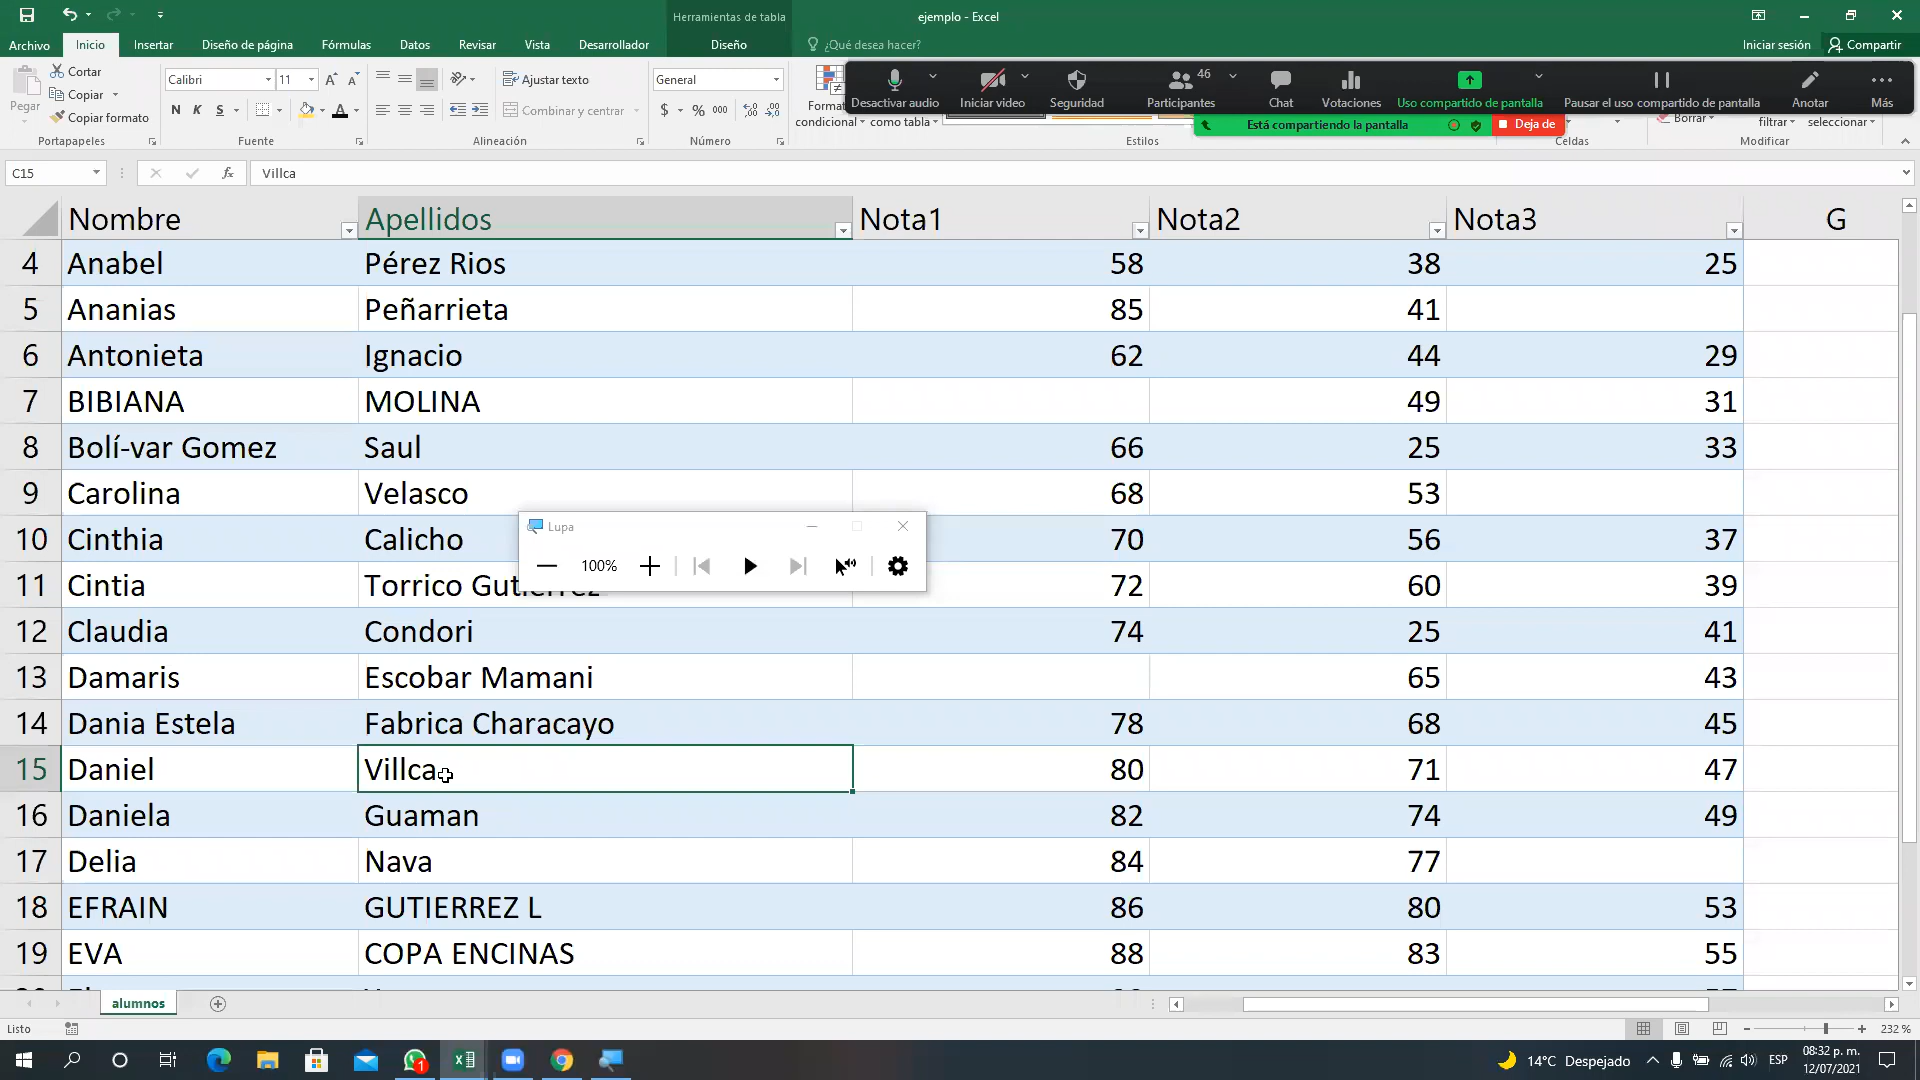 Herramientas de tabla
ejemplo - Excel
Archivo Inicio Insertar Diseño de página Fórmulas Datos Revisar Vista Desarrollador Diseño ¿Qué desea hacer? Iniciar sesión Compartir
Pegar Cortar
Copiar
Copiar formato
Calibri 11
N K S
Ajustar texto
Combinar y centrar
General
$ % 000
condicional como tabla
Desactivar audio Iniciar video Seguridad Participantes 46 Chat Votaciones Uso compartido de pantalla Pausar el uso compartido de pantalla Anotar Más
Está compartiendo la pantalla Deja de
Borrar filtrar seleccionar
Portapapeles Fuente Alineación Número Estilos Celdas Modificar
C15 fx Villca
Nombre Apellidos Nota1 Nota2 Nota3 G
4 Anabel Pérez Rios 58 38 25
5 Ananias Peñarrieta 85 41
6 Antonieta Ignacio 62 44 29
7 BIBIANA MOLINA 49 31
8 Bolí-var Gomez Saul 66 25 33
9 Carolina Velasco 68 53
10 Cinthia Calicho 70 56 37
11 Cintia Torrico Gutierrez 72 60 39
12 Claudia Condori 74 25 41
13 Damaris Escobar Mamani 65 43
14 Dania Estela Fabrica Characayo 78 68 45
15 Daniel Villca 80 71 47
16 Daniela Guaman 82 74 49
17 Delia Nava 84 77
18 EFRAIN GUTIERREZ L 86 80 53
19 EVA COPA ENCINAS 88 83 55
Lupa
100%
alumnos
Listo 232 %
1 14°C Despejado ESP 08:32 p. m.
12/07/2021